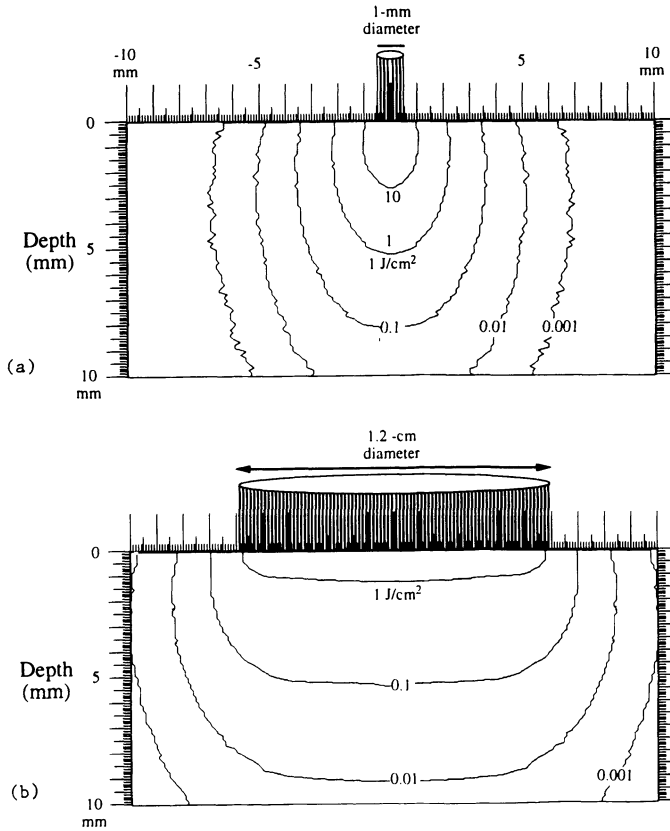 1-mm
diameter
-10
mm
-5
5
10
mm
0
10
Depth
(mm)
5
1
1 J/cm²
0.1
0.01
0.001
(a)
10
mm
1.2 -cm
diameter
0
1 J/cm²
Depth
(mm)
5
0.1
0.01
0.001
(b)
10
mm